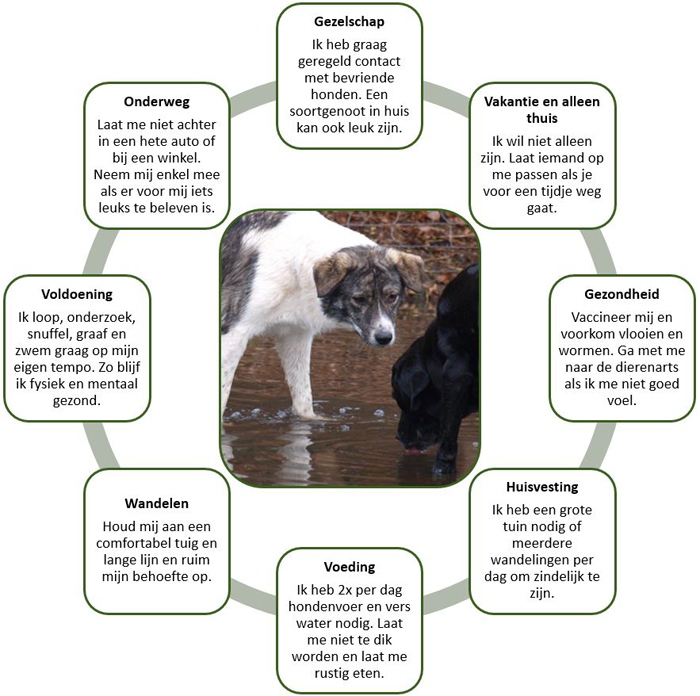 Gezelschap
Ik heb graag
geregeld contact
met bevriende
honden. Een
soortgenoot in huis
kan ook leuk zijn.
Vakantie en alleen
thuis
Ik wil niet alleen
zijn. Laat iemand op
me passen als je
voor een tijdje weg
gaat.
Gezondheid
Vaccineer mij en
voorkom vlooien en
wormen. Ga met me
naar de dierenarts
als ik me niet goed
voel.
Huisvesting
Ik heb een grote
tuin nodig of
meerdere
wandelingen per
dag om zindelijk te
zijn.
Voeding
Ik heb 2x per dag
hondenvoer en vers
water nodig. Laat
me niet te dik
worden en laat me
rustig eten.
Wandelen
Houd mij aan een
comfortabel tuig en
lange lijn en ruim
mijn behoefte op.
Voldoening
Ik loop, onderzoek,
snuffel, graaf en
zwem graag op mijn
eigen tempo. Zo blijf
ik fysiek en mentaal
gezond.
Onderweg
Laat me niet achter
in een hete auto of
bij een winkel.
Neem mij enkel mee
als er voor mij iets
leuks te beleven is.